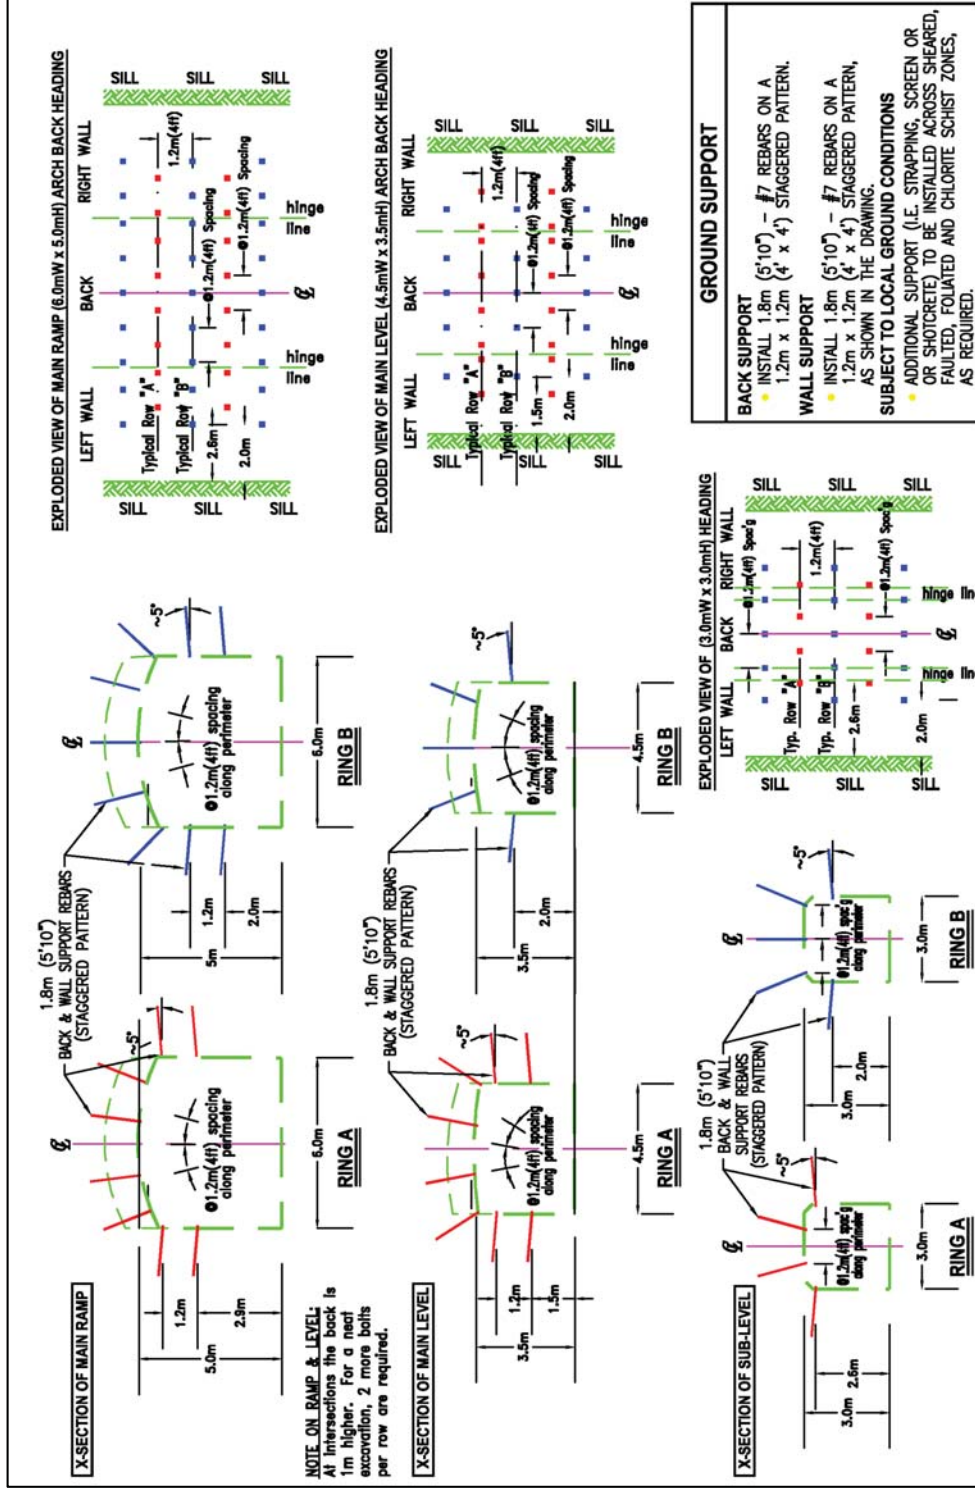 X-SECTION OF MAIN RAMP
℄
1.8m (5'10")
BACK & WALL SUPPORT REBARS
(STAGGERED PATTERN)
~5°
@1.2m(4ft) spacing
along perimeter
1.2m
2.9m
5.0m
6.0m
RING A
℄
~5°
@1.2m(4ft) spacing
along perimeter
1.2m
2.0m
5m
6.0m
RING B
NOTE ON RAMP & LEVEL:
At intersections the back is
1m higher. For a neat
excavation, 2 more bolts
per row are required.
EXPLODED VIEW OF MAIN RAMP (6.0mW x 5.0mH) ARCH BACK HEADING
LEFT WALL
BACK
RIGHT WALL
SILL
SILL
SILL
SILL
SILL
SILL
Typical Row "A"
Typical Row "B"
1.2m(4ft)
@1.2m(4ft) Spacing
@1.2m(4ft) Spacing
2.6m
2.0m
hinge
line
hinge
line
℄
X-SECTION OF MAIN LEVEL
1.8m (5'10")
BACK & WALL SUPPORT REBARS
(STAGGERED PATTERN)
~5°
@1.2m(4ft) spacing
along perimeter
1.2m
1.5m
3.5m
4.5m
RING A
~5°
@1.2m(4ft) spacing
along perimeter
2.0m
3.5m
4.5m
RING B
EXPLODED VIEW OF MAIN LEVEL (4.5mW x 3.5mH) ARCH BACK HEADING
LEFT WALL
BACK
RIGHT WALL
SILL
SILL
SILL
SILL
SILL
SILL
Typical Row "A"
Typical Row "B"
1.2m(4ft)
@1.2m(4ft) Spacing
@1.2m(4ft) Spacing
1.5m
2.0m
hinge
line
hinge
line
℄
X-SECTION OF SUB-LEVEL
℄
1.8m (5'10")
BACK & WALL
SUPPORT REBARS
(STAGGERED PATTERN)
~5°
@1.2m(4ft) spac'g
along perimeter
2.6m
3.0m
3.0m
RING A
℄
~5°
@1.2m(4ft) spac'g
along perimeter
2.0m
3.0m
3.0m
RING B
EXPLODED VIEW OF (3.0mW x 3.0mH) HEADING
LEFT WALL
BACK
RIGHT WALL
SILL
SILL
SILL
SILL
SILL
SILL
@1.2m(4ft) Spac'g
Typ. Row "A"
Typ. Row "B"
1.2m(4ft)
@1.2m(4ft) Spac'g
2.6m
2.0m
hinge line
hinge line
℄
GROUND SUPPORT
BACK SUPPORT
• INSTALL 1.8m (5'10") – #7 REBARS ON A
1.2m x 1.2m (4' x 4') STAGGERED PATTERN.
WALL SUPPORT
• INSTALL 1.8m (5'10") – #7 REBARS ON A
1.2m x 1.2m (4' x 4') STAGGERED PATTERN,
AS SHOWN IN THE DRAWING.
SUBJECT TO LOCAL GROUND CONDITIONS
• ADDITIONAL SUPPORT (I.E. STRAPPING, SCREEN OR
OR SHOTCRETE) TO BE INSTALLED ACROSS SHEARED,
FAULTED, FOLIATED AND CHLORITE SCHIST ZONES,
AS REQUIRED.